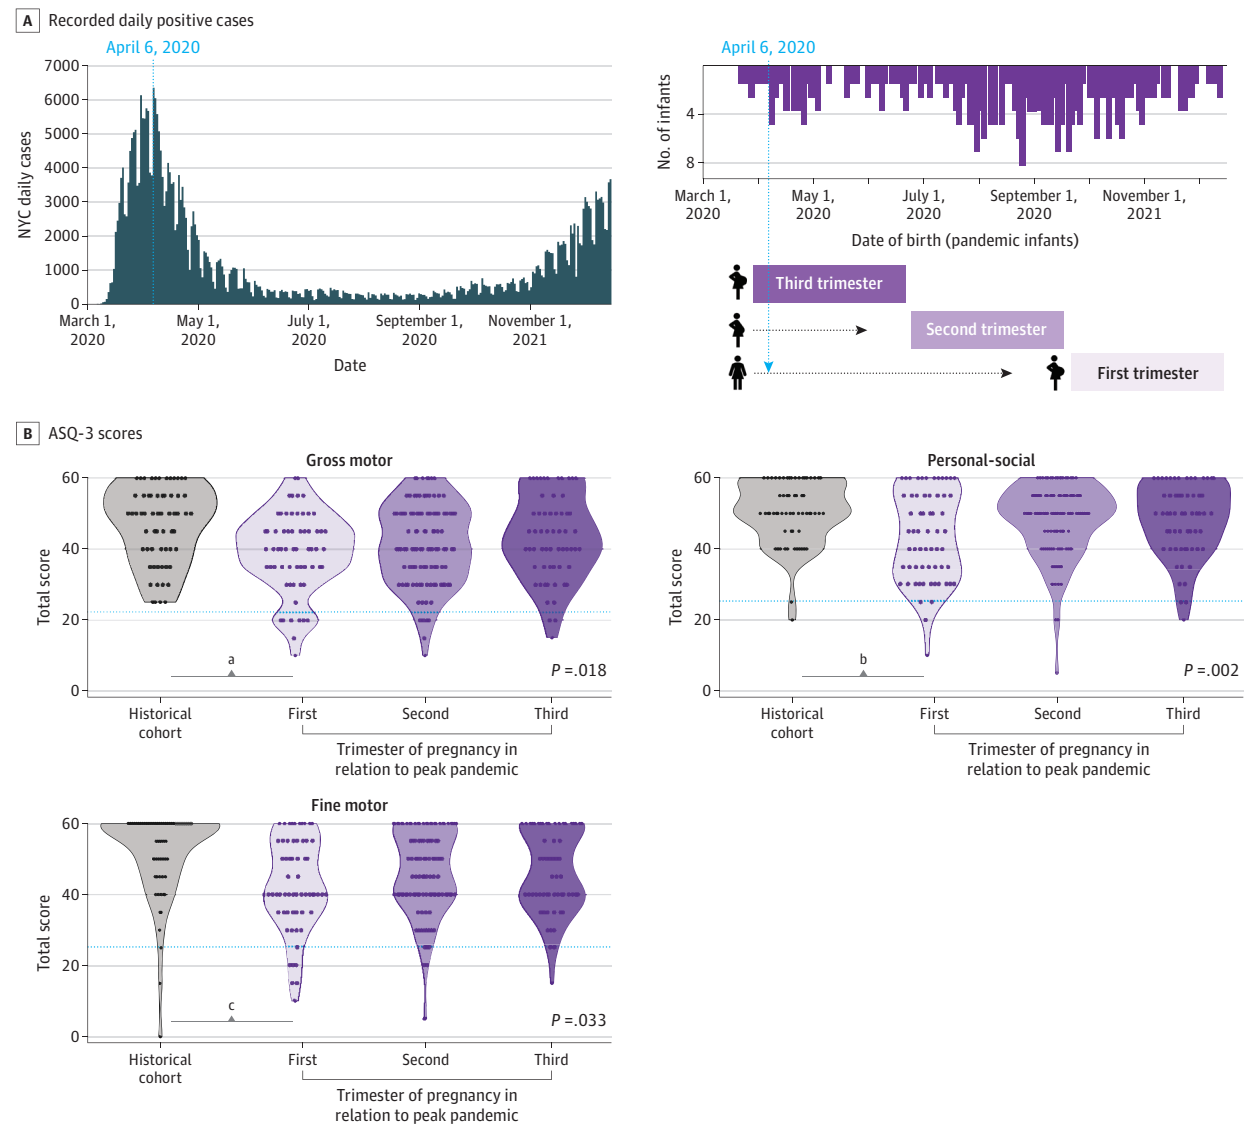 A Recorded daily positive cases
April 6, 2020
7000
6000
5000
4000
3000
2000
1000
0
NYC daily cases
March 1,
2020
May 1,
2020
July 1,
2020
September 1,
2020
November 1,
2021
Date
April 6, 2020
No. of infants
4
8
March 1,
2020
May 1,
2020
July 1,
2020
September 1,
2020
November 1,
2021
Date of birth (pandemic infants)
Third trimester
Second trimester
First trimester
B ASQ-3 scores
Gross motor
60
40
20
0
Total score
a
P =.018
Historical
cohort
First
Second
Third
Trimester of pregnancy in
relation to peak pandemic
Personal-social
60
40
20
0
Total score
b
P =.002
Historical
cohort
First
Second
Third
Trimester of pregnancy in
relation to peak pandemic
Fine motor
60
40
20
0
Total score
c
P =.033
Historical
cohort
First
Second
Third
Trimester of pregnancy in
relation to peak pandemic